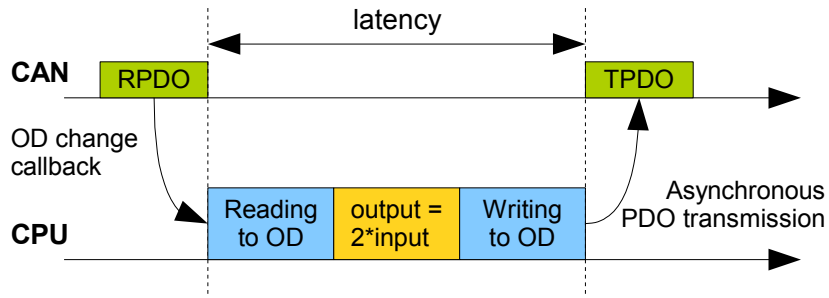 latency
CAN
RPDO
TPDO
OD change
callback
Reading
to OD
output =
2*input
Writing
to OD
Asynchronous
PDO transmission
CPU